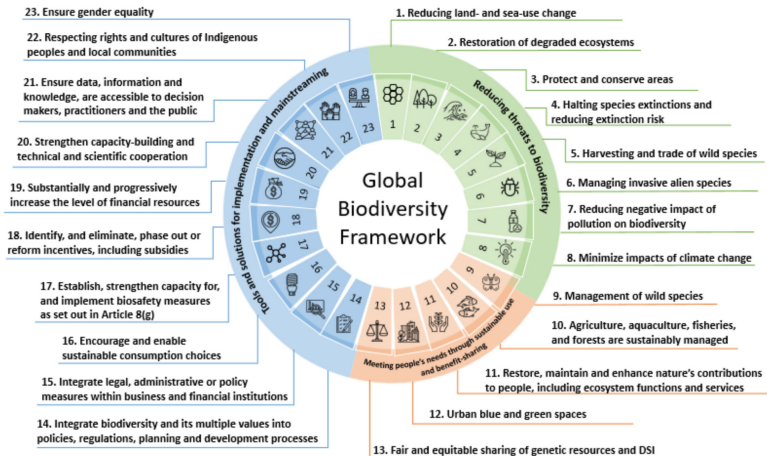 23. Ensure gender equality
22. Respecting rights and cultures of Indigenous
peoples and local communities
21. Ensure data, information and
knowledge, are accessible to decision
makers, practitioners and the public
20. Strengthen capacity-building and
technical and scientific cooperation
19. Substantially and progressively
increase the level of financial resources
18. Identify, and eliminate, phase out or
reform incentives, including subsidies
17. Establish, strengthen capacity for,
and implement biosafety measures
as set out in Article 8(g)
16. Encourage and enable
sustainable consumption choices
15. Integrate legal, administrative or policy
measures within business and financial institutions
14. Integrate biodiversity and its multiple values into
policies, regulations, planning and development processes
Tools and solutions for implementation and mainstreaming
Reducing threats to biodiversity
Meeting people's needs through sustainable use
and benefit-sharing
Global
Biodiversity
Framework
1
2
3
4
5
6
7
8
9
10
11
12
13
14
15
16
17
18
19
20
21
22
23
1. Reducing land- and sea-use change
2. Restoration of degraded ecosystems
3. Protect and conserve areas
4. Halting species extinctions and
reducing extinction risk
5. Harvesting and trade of wild species
6. Managing invasive alien species
7. Reducing negative impact of
pollution on biodiversity
8. Minimize impacts of climate change
9. Management of wild species
10. Agriculture, aquaculture, fisheries,
and forests are sustainably managed
11. Restore, maintain and enhance nature's contributions
to people, including ecosystem functions and services
12. Urban blue and green spaces
13. Fair and equitable sharing of genetic resources and DSI